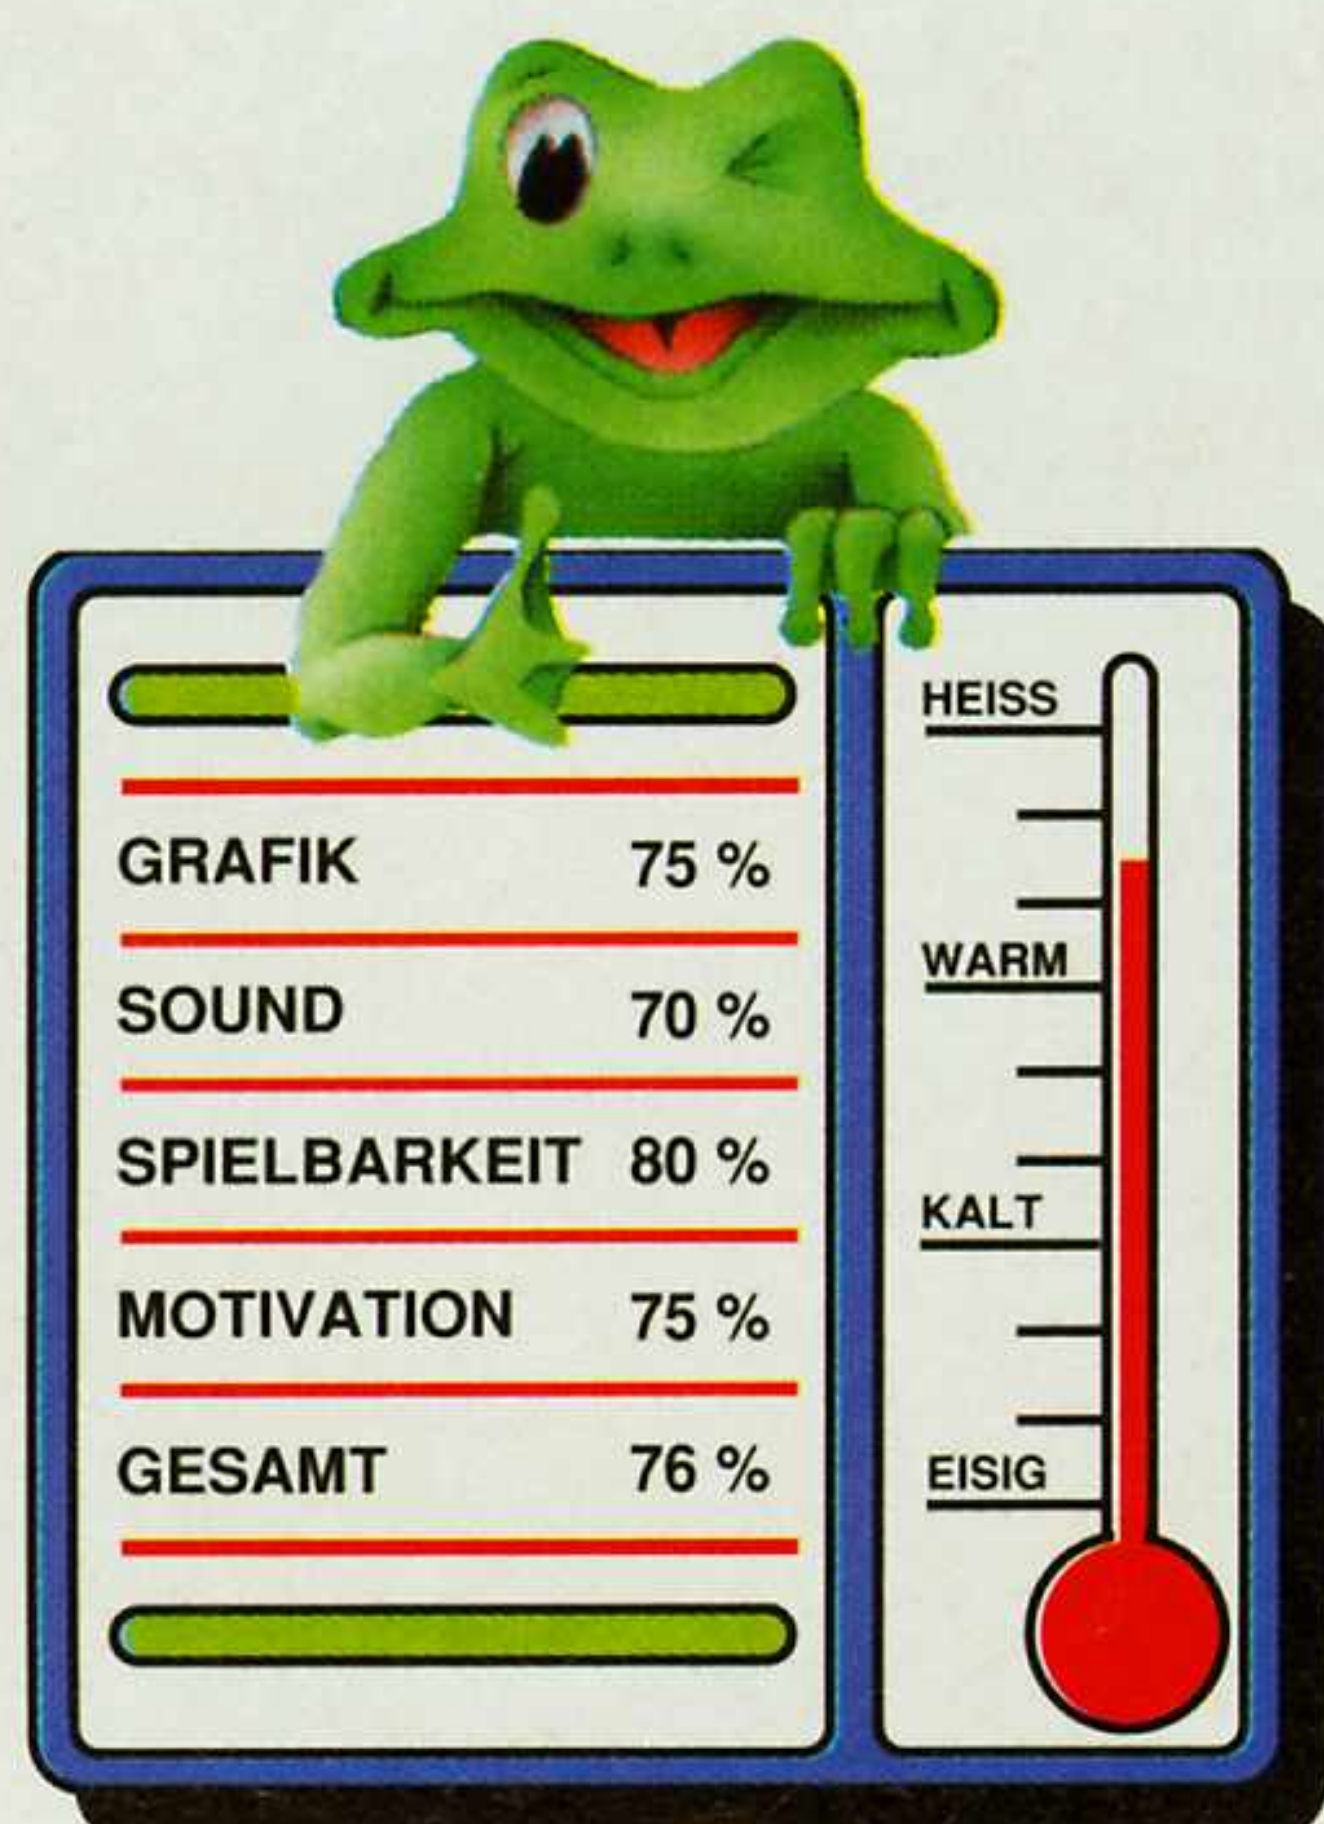 GRAFIK 75 %
SOUND 70 %
SPIELBARKEIT 80 %
MOTIVATION 75 %
GESAMT 76 %
HEISS
WARM
KALT
EISIG